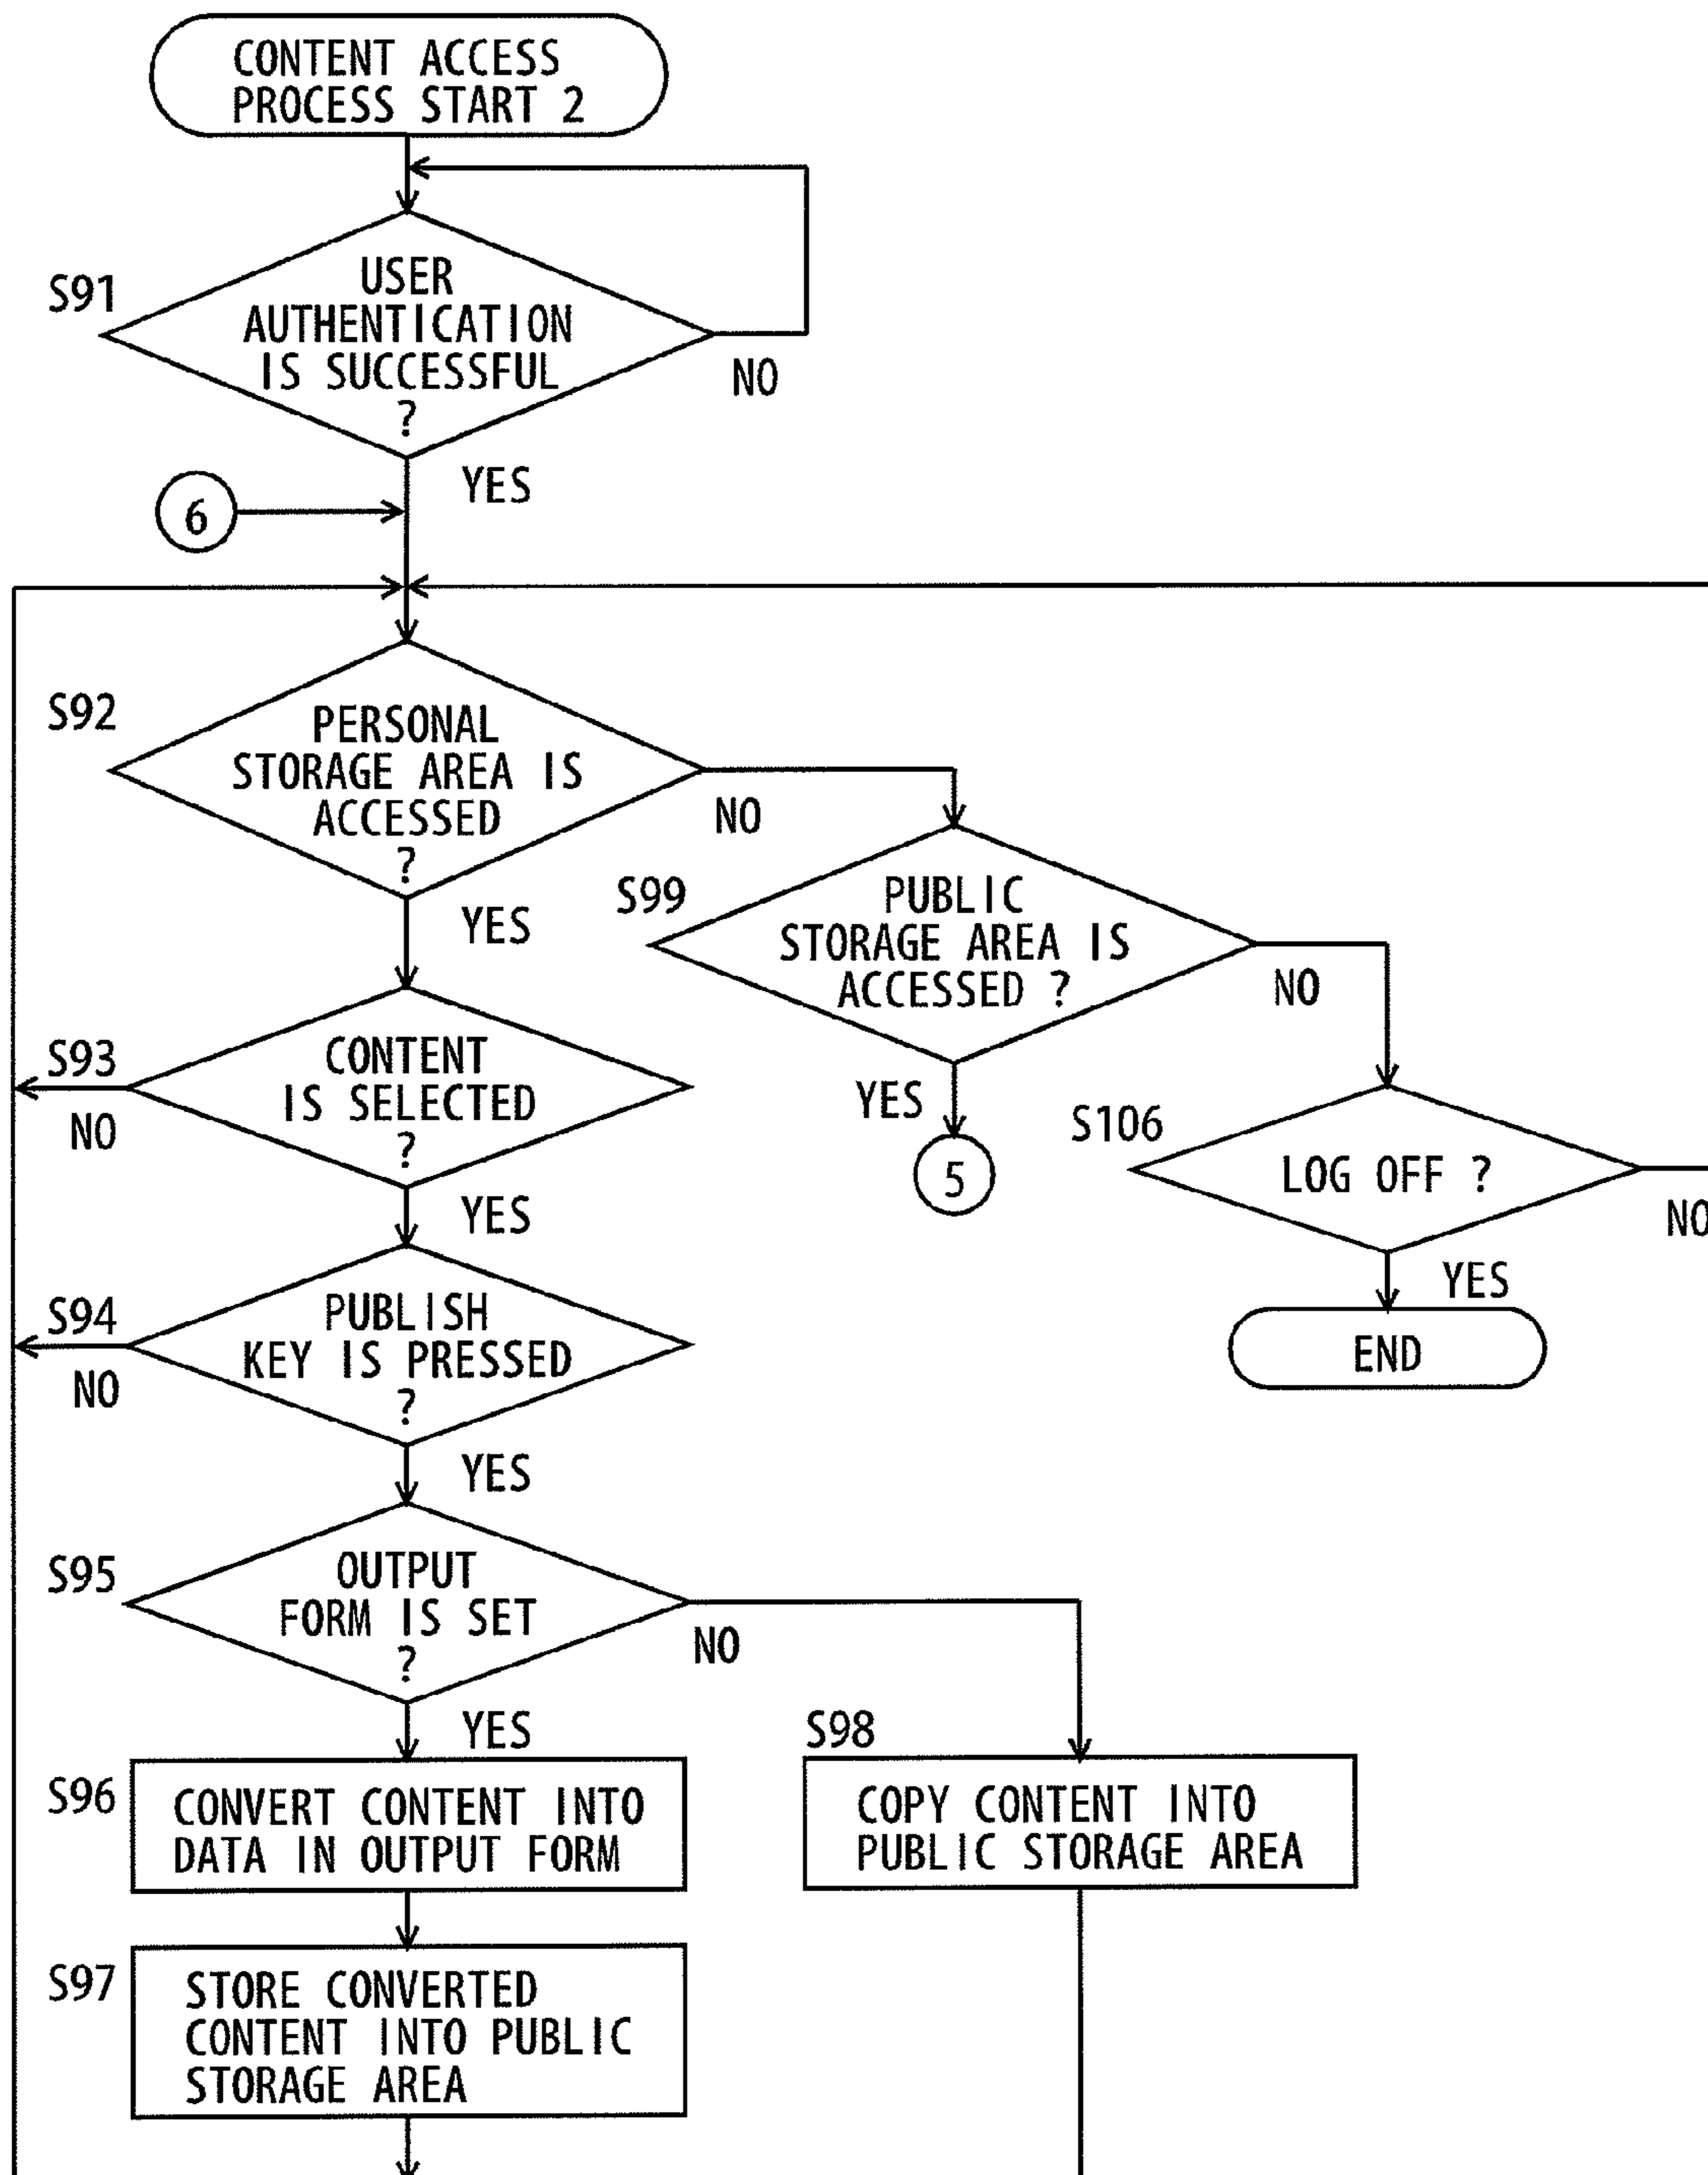 CONTENT ACCESS
PROCESS START 2
S91
USER
AUTHENTICATION
IS SUCCESSFUL
?
NO
YES
6
S92
PERSONAL
STORAGE AREA IS
ACCESSED
?
NO
YES
S99
PUBLIC
STORAGE AREA IS
ACCESSED ?
NO
YES
5
S93
CONTENT
IS SELECTED
?
NO
YES
S106
LOG OFF ?
NO
YES
END
S94
PUBLISH
KEY IS PRESSED
?
NO
YES
S95
OUTPUT
FORM IS SET
?
NO
YES
S96
CONVERT CONTENT INTO
DATA IN OUTPUT FORM
S98
COPY CONTENT INTO
PUBLIC STORAGE AREA
S97
STORE CONVERTED
CONTENT INTO PUBLIC
STORAGE AREA